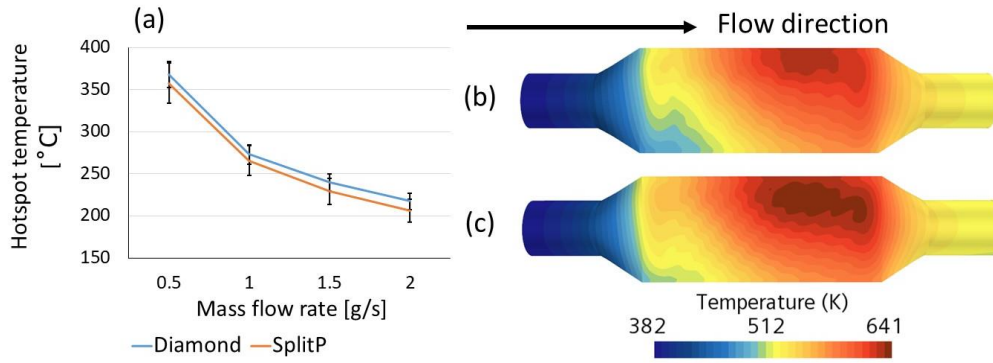 (a)
Hotspot temperature
[°C]
400
350
300
250
200
150
0.5 1 1.5 2
Mass flow rate [g/s]
Diamond SplitP
Flow direction
(b)
(c)
Temperature (K)
382 512 641